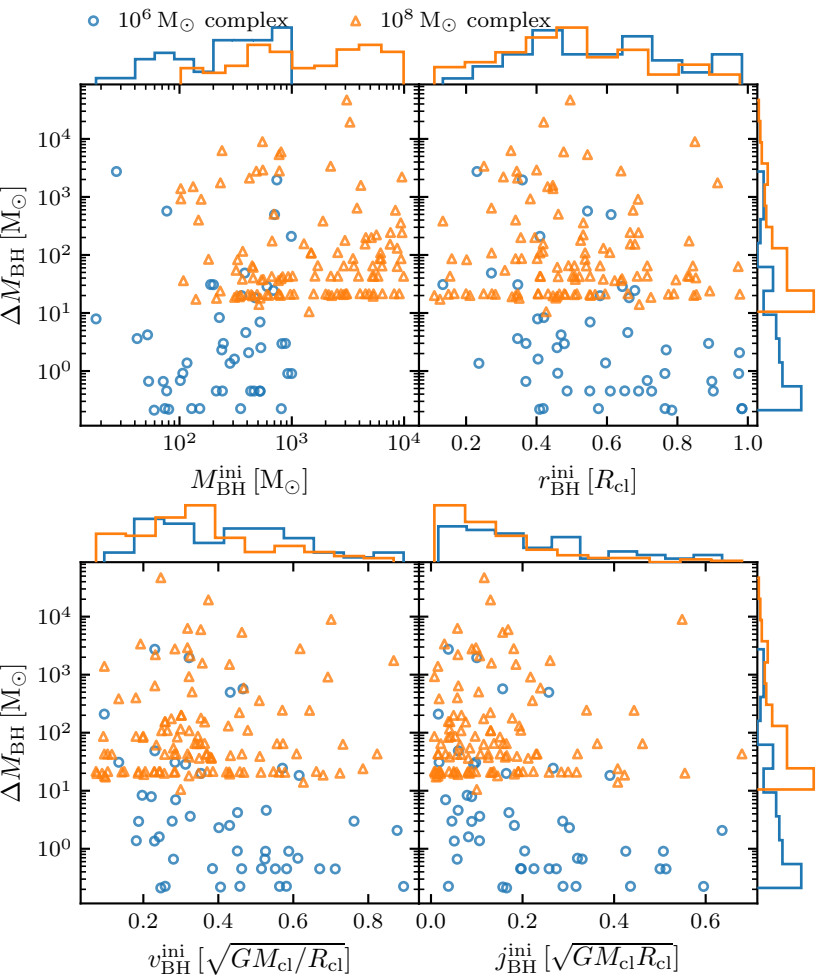 10⁶ M☉ complex   10⁸ M☉ complex
10⁴
10³
10²
10¹
10⁰
ΔM_BH [M☉]
10² 10³ 10⁴
0.2 0.4 0.6 0.8 1.0
M_BH^ini [M☉]   r_BH^ini [R_cl]
10⁴
10³
10²
10¹
10⁰
ΔM_BH [M☉]
0.2 0.4 0.6 0.8
0.0 0.2 0.4 0.6
v_BH^ini [√(GM_cl/R_cl)]   j_BH^ini [√(GM_cl R_cl)]